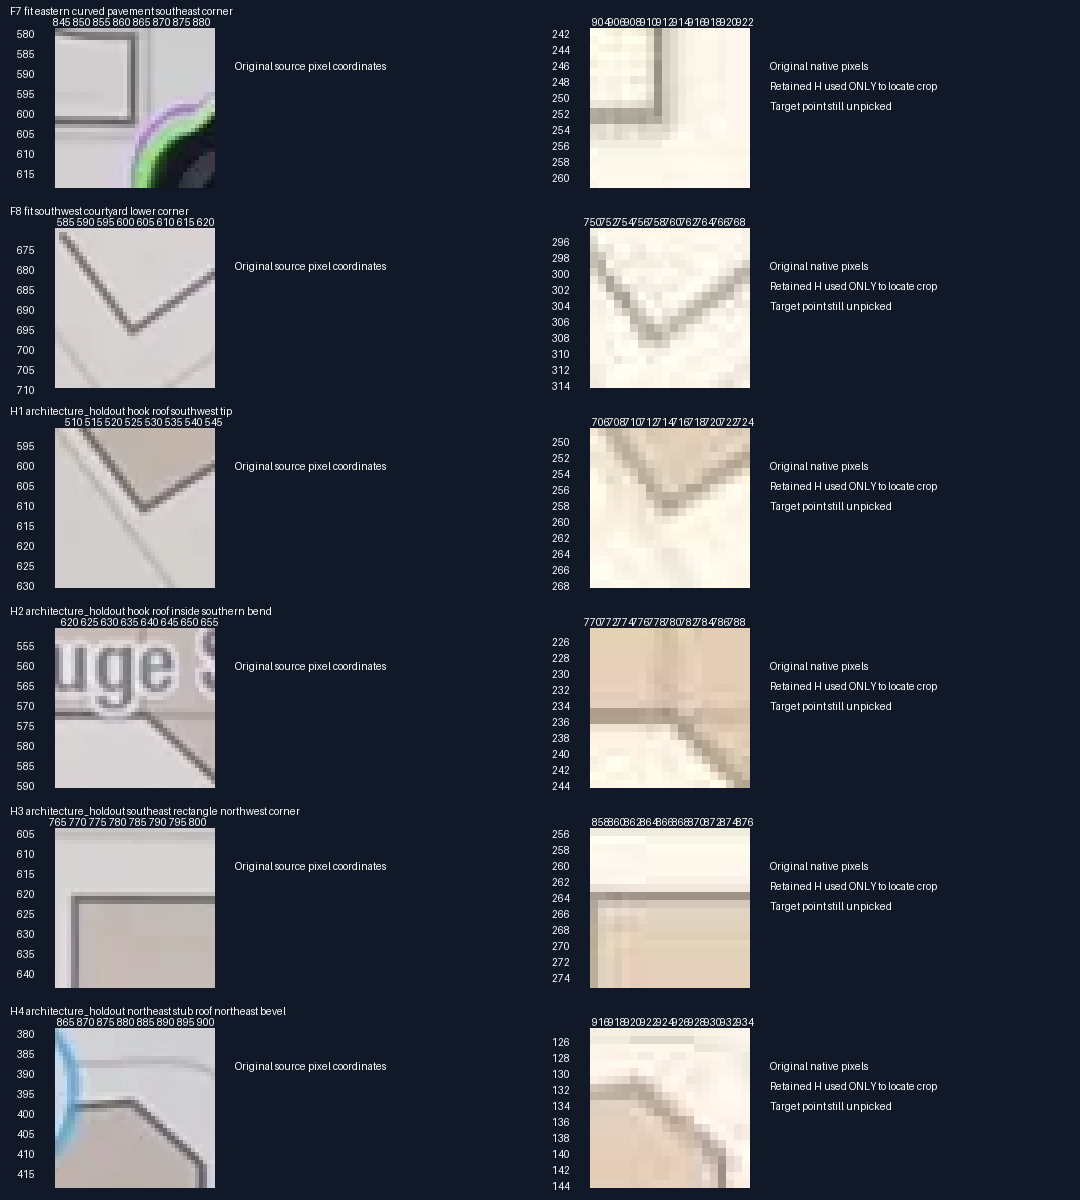 F7 fit eastern curved pavement southeast corner
845 850 855 860 865 870 875 880
904 906 908 910 912 914 916 918 920 922
580
585
590
595
600
605
610
615
Original source pixel coordinates
242
244
246
248
250
252
254
256
258
260
Original native pixels
Retained H used ONLY to locate crop
Target point still unpicked
F8 fit southwest courtyard lower corner
585 590 595 600 605 610 615 620
750 752 754 756 758 760 762 764 766 768
675
680
685
690
695
700
705
710
Original source pixel coordinates
296
298
300
302
304
306
308
310
312
314
Original native pixels
Retained H used ONLY to locate crop
Target point still unpicked
H1 architecture_holdout hook roof southwest tip
510 515 520 525 530 535 540 545
706 708 710 712 714 716 718 720 722 724
595
600
605
610
615
620
625
630
Original source pixel coordinates
250
252
254
256
258
260
262
264
266
268
Original native pixels
Retained H used ONLY to locate crop
Target point still unpicked
H2 architecture_holdout hook roof inside southern bend
620 625 630 635 640 645 650 655
770 772 774 776 778 780 782 784 786 788
555
560
565
570
575
580
585
590
uge S
Original source pixel coordinates
226
228
230
232
234
236
238
240
242
244
Original native pixels
Retained H used ONLY to locate crop
Target point still unpicked
H3 architecture_holdout southeast rectangle northwest corner
765 770 775 780 785 790 795 800
858 860 862 864 866 868 870 872 874 876
605
610
615
620
625
630
635
640
Original source pixel coordinates
256
258
260
262
264
266
268
270
272
274
Original native pixels
Retained H used ONLY to locate crop
Target point still unpicked
H4 architecture_holdout northeast stub roof northeast bevel
865 870 875 880 885 890 895 900
916 918 920 922 924 926 928 930 932 934
380
385
390
395
400
405
410
415
Original source pixel coordinates
126
128
130
132
134
136
138
140
142
144
Original native pixels
Retained H used ONLY to locate crop
Target point still unpicked